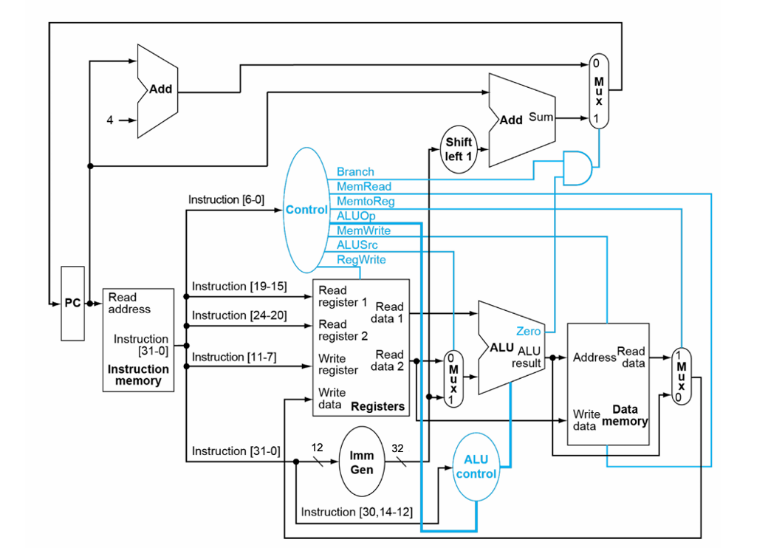 0
M
u
x
1
Add
4
Add Sum
Shift
left 1
Branch
MemRead
MemtoReg
ALUOp
MemWrite
ALUSrc
RegWrite
Control
Instruction [6-0]
PC
Read
address
Instruction
[31-0]
Instruction
memory
Instruction [19-15]
Instruction [24-20]
Instruction [11-7]
Instruction [31-0]
Read
register 1
Read
register 2
Write
register
Write
data
Read
data 1
Read
data 2
Registers
0
M
u
x
1
Zero
ALU
ALU
result
Address
Read
data
Write
data
Data
memory
1
M
u
x
0
12
Imm
Gen
32
ALU
control
Instruction [30,14-12]